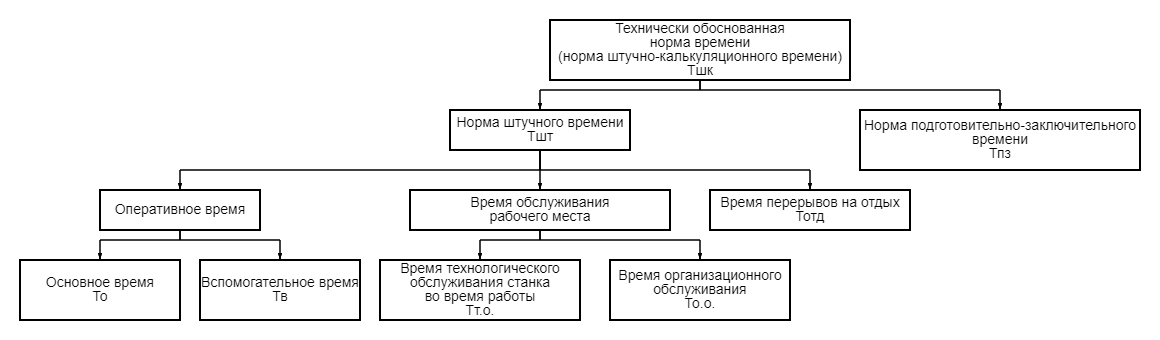 Технически обоснованная
норма времени
(норма штучно-калькуляционного времени)
Тшк
Норма штучного времени
Тшт
Норма подготовительно-заключительного
времени
Тпз
Оперативное время
Время обслуживания
рабочего места
Время перерывов на отдых
Тотд
Основное время
То
Вспомогательное время
Тв
Время технологического
обслуживания станка
во время работы
Тт.о.
Время организационного
обслуживания
То.о.